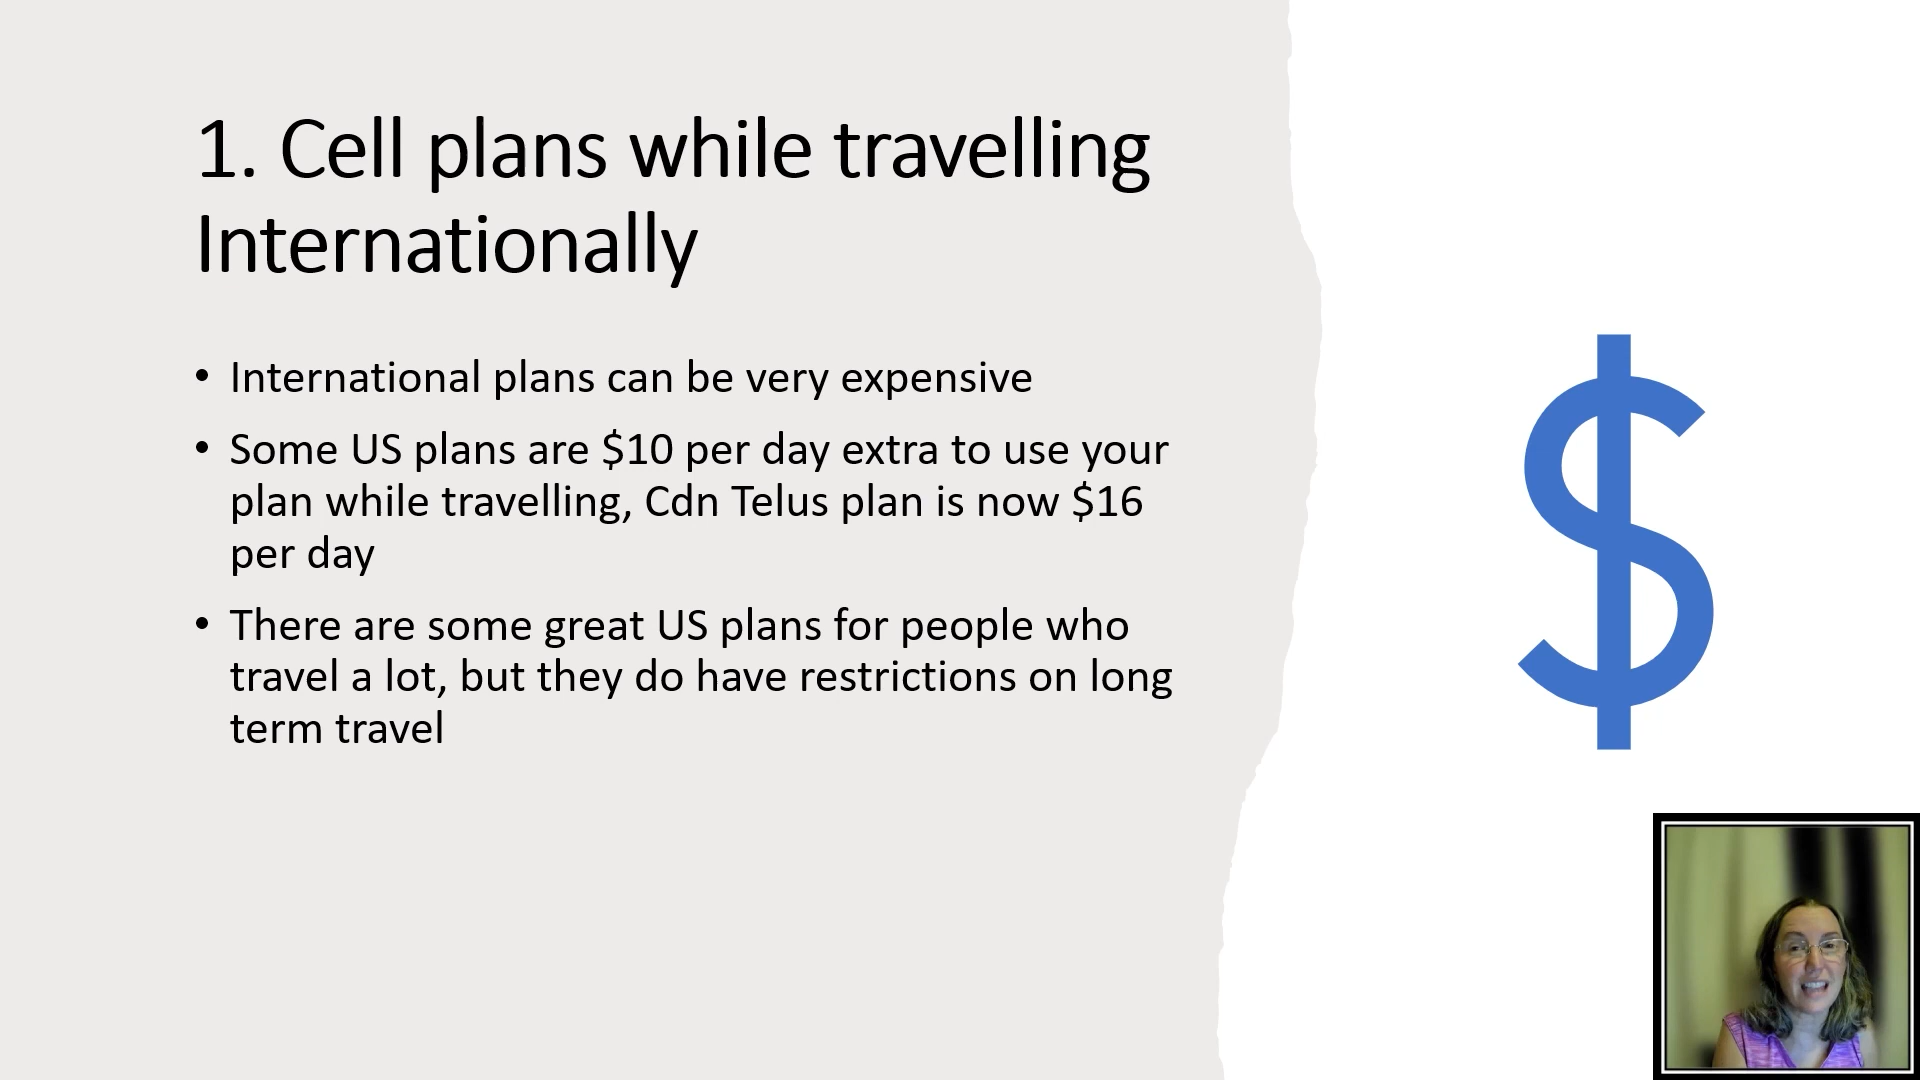 1. Cell plans while travelling
Internationally
• International plans can be very expensive
• Some US plans are $10 per day extra to use your
plan while travelling, Cdn Telus plan is now $16
per day
• There are some great US plans for people who
travel a lot, but they do have restrictions on long
term travel